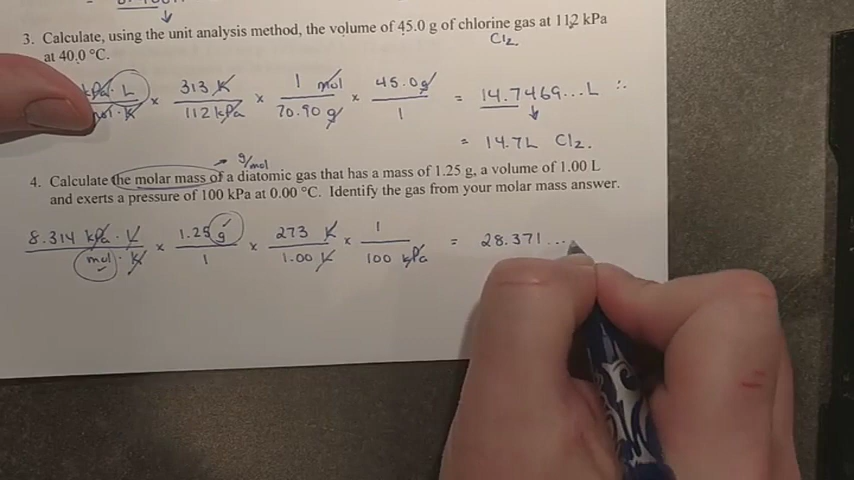 3. Calculate, using the unit analysis method, the volume of 45.0 g of chlorine gas at 112 kPa
Cl₂
at 40.0 °C.
kPa · L / mol · K × 313 K / 112 kPa × 1 mol / 70.90 g × 45.0g / 1 = 14.7469...L ∴
= 14.7L Cl₂.
g/mol
4. Calculate the molar mass of a diatomic gas that has a mass of 1.25 g, a volume of 1.00 L
and exerts a pressure of 100 kPa at 0.00 °C. Identify the gas from your molar mass answer.
8.314 kPa · L / mol · K × 1.25 g / 1 × 273 K / 1.00 L × 1 / 100 kPa = 28.371...